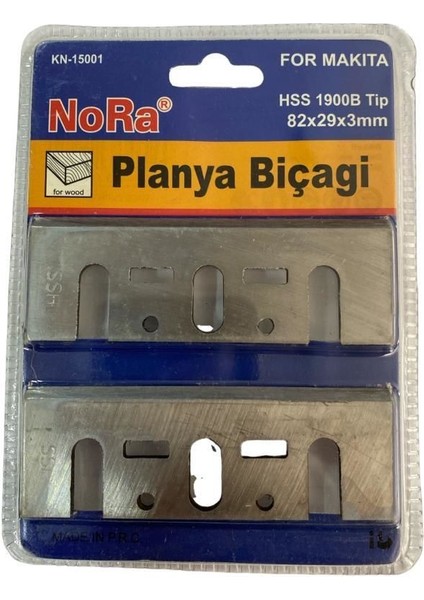 KN-15001
FOR MAKITA
NoRa®
HSS 1900B Tip
82x29x3mm
for wood
Planya Biçagi
HSS
MADE IN P.R.C